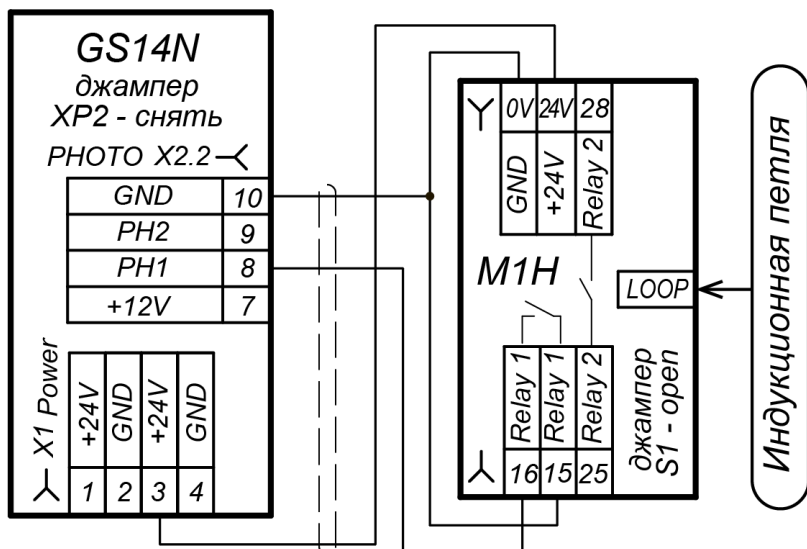 GS14N
джампер
XP2 - снять
PHOTO X2.2
GND 10
PH2 9
PH1 8
+12V 7
X1 Power
+24V GND +24V GND
1 2 3 4
0V 24V 28
GND +24V Relay 2
M1H
LOOP
Relay 1 Relay 1 Relay 2
16 15 25
джампер
S1 - open
Индукционная петля